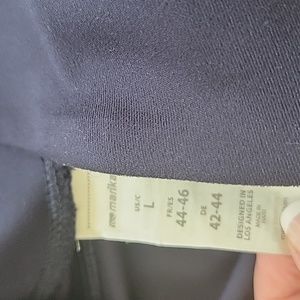 marika
US/C
L
FR/ES
44-46
DE
42-44
DESIGNED IN
LOS ANGELES
MADE IN